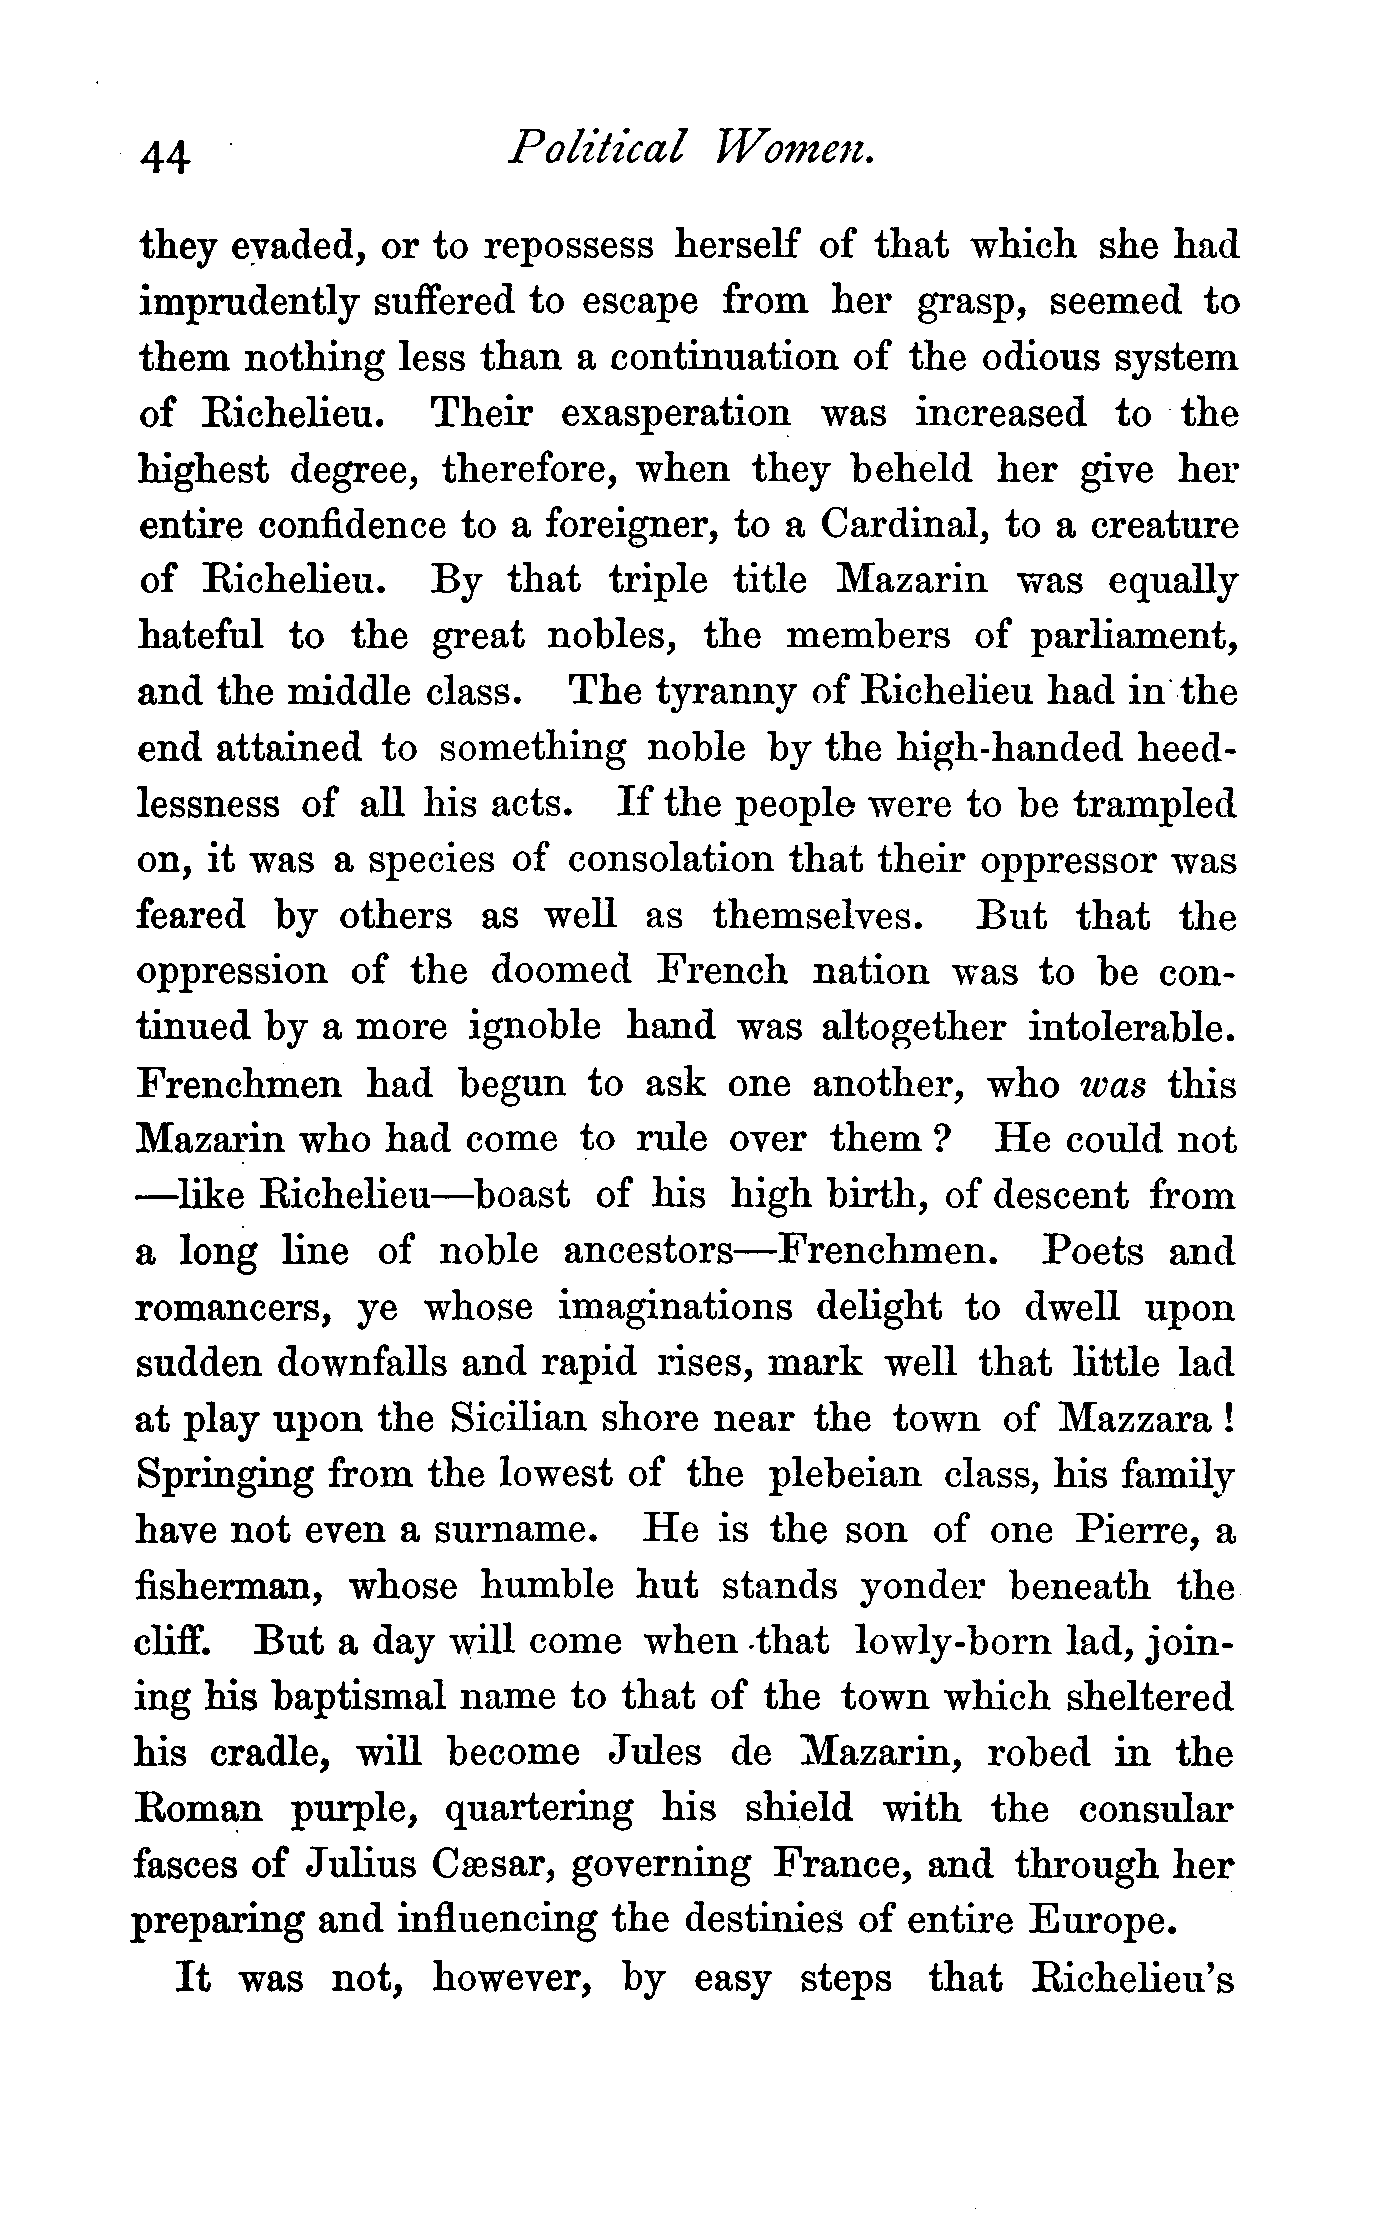 44 Political Women.
they evaded, or to repossess herself of that which she had
imprudently suffered to escape from her grasp, seemed to
them nothing less than a continuation of the odious system
of Richelieu. Their exasperation was increased to the
highest degree, therefore, when they beheld her give her
entire confidence to a foreigner, to a Cardinal, to a creature
of Richelieu. By that triple title Mazarin was equally
hateful to the great nobles, the members of parliament,
and the middle class. The tyranny of Richelieu had in the
end attained to something noble by the high-handed heed-
lessness of all his acts. If the people were to be trampled
on, it was a species of consolation that their oppressor was
feared by others as well as themselves. But that the
oppression of the doomed French nation was to be con-
tinued by a more ignoble hand was altogether intolerable.
Frenchmen had begun to ask one another, who was this
Mazarin who had come to rule over them? He could not
—like Richelieu—boast of his high birth, of descent from
a long line of noble ancestors—Frenchmen. Poets and
romancers, ye whose imaginations delight to dwell upon
sudden downfalls and rapid rises, mark well that little lad
at play upon the Sicilian shore near the town of Mazzara!
Springing from the lowest of the plebeian class, his family
have not even a surname. He is the son of one Pierre, a
fisherman, whose humble hut stands yonder beneath the
cliff. But a day will come when that lowly-born lad, join-
ing his baptismal name to that of the town which sheltered
his cradle, will become Jules de Mazarin, robed in the
Roman purple, quartering his shield with the consular
fasces of Julius Cæsar, governing France, and through her
preparing and influencing the destinies of entire Europe.
It was not, however, by easy steps that Richelieu's